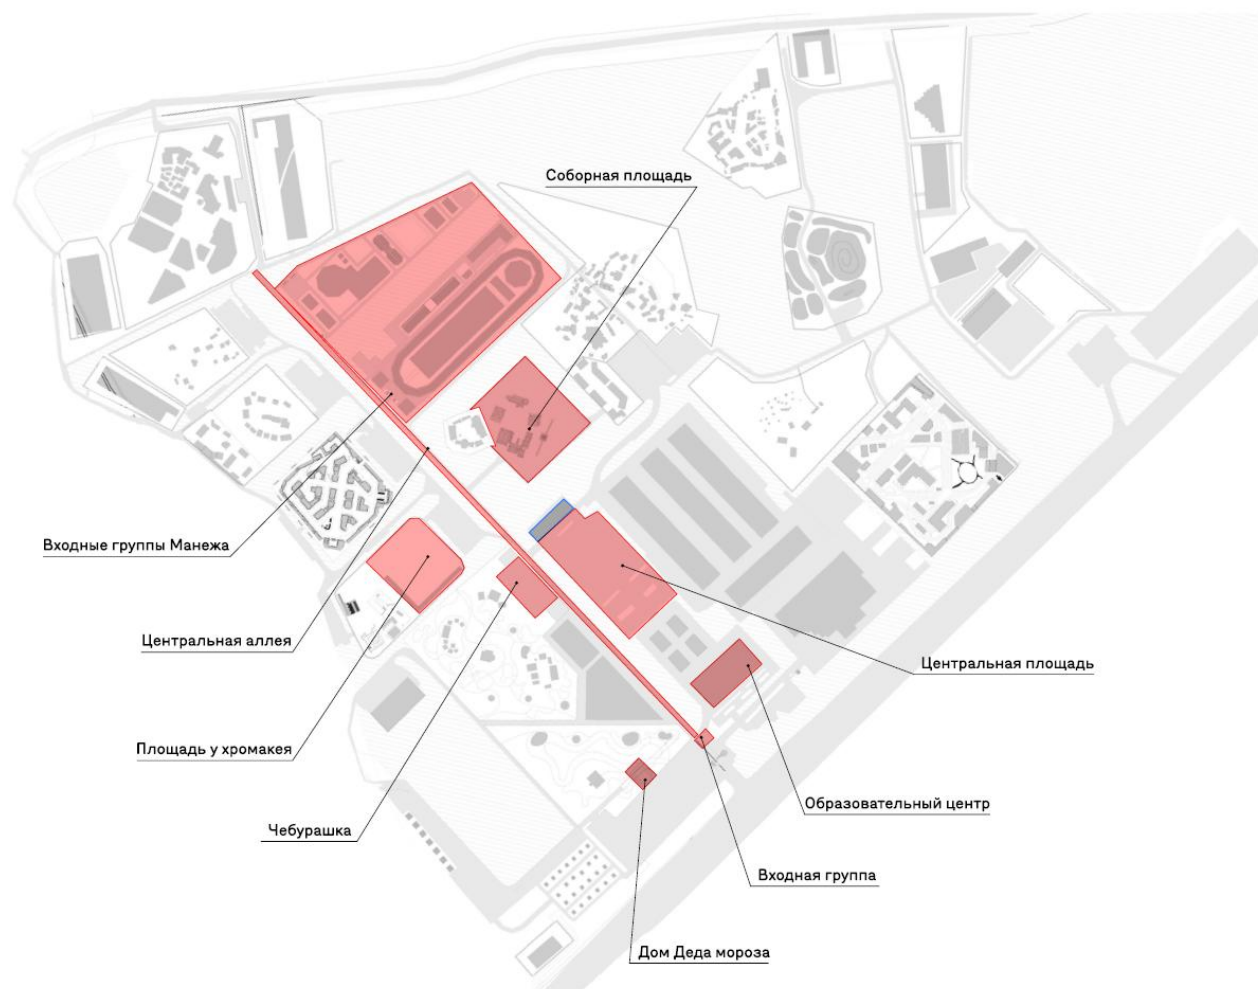 Соборная площадь
Входные группы Манежа
Центральная аллея
Центральная площадь
Площадь у хромакея
Образовательный центр
Чебурашка
Входная группа
Дом Деда мороза